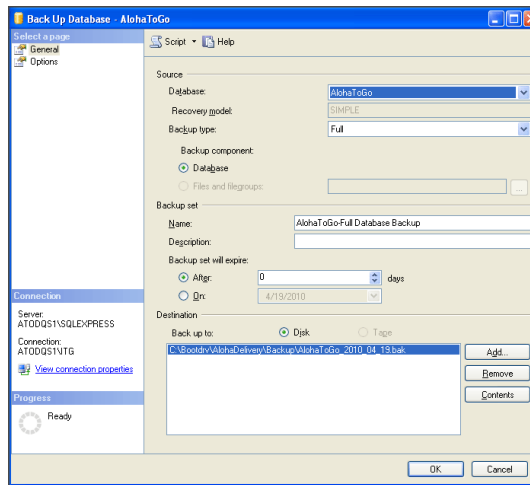 Back Up Database - AlohaToGo
Select a page
General
Options
Script
Help
Source
Database:
AlohaToGo
Recovery model:
SIMPLE
Backup type:
Full
Backup component:
Database
Files and filegroups:
...
Backup set
Name:
AlohaToGo-Full Database Backup
Description:
Backup set will expire:
After:
0
days
On:
4/19/2010
Destination
Back up to:
Disk
Tape
C:\Bootdrv\AlohaDelivery\Backup\AlohaToGo_2010_04_19.bak
Add...
Remove
Contents
Connection
Server:
ATODQS1\SQLEXPRESS
Connection:
ATODQS1\VTG
View connection properties
Progress
Ready
OK
Cancel